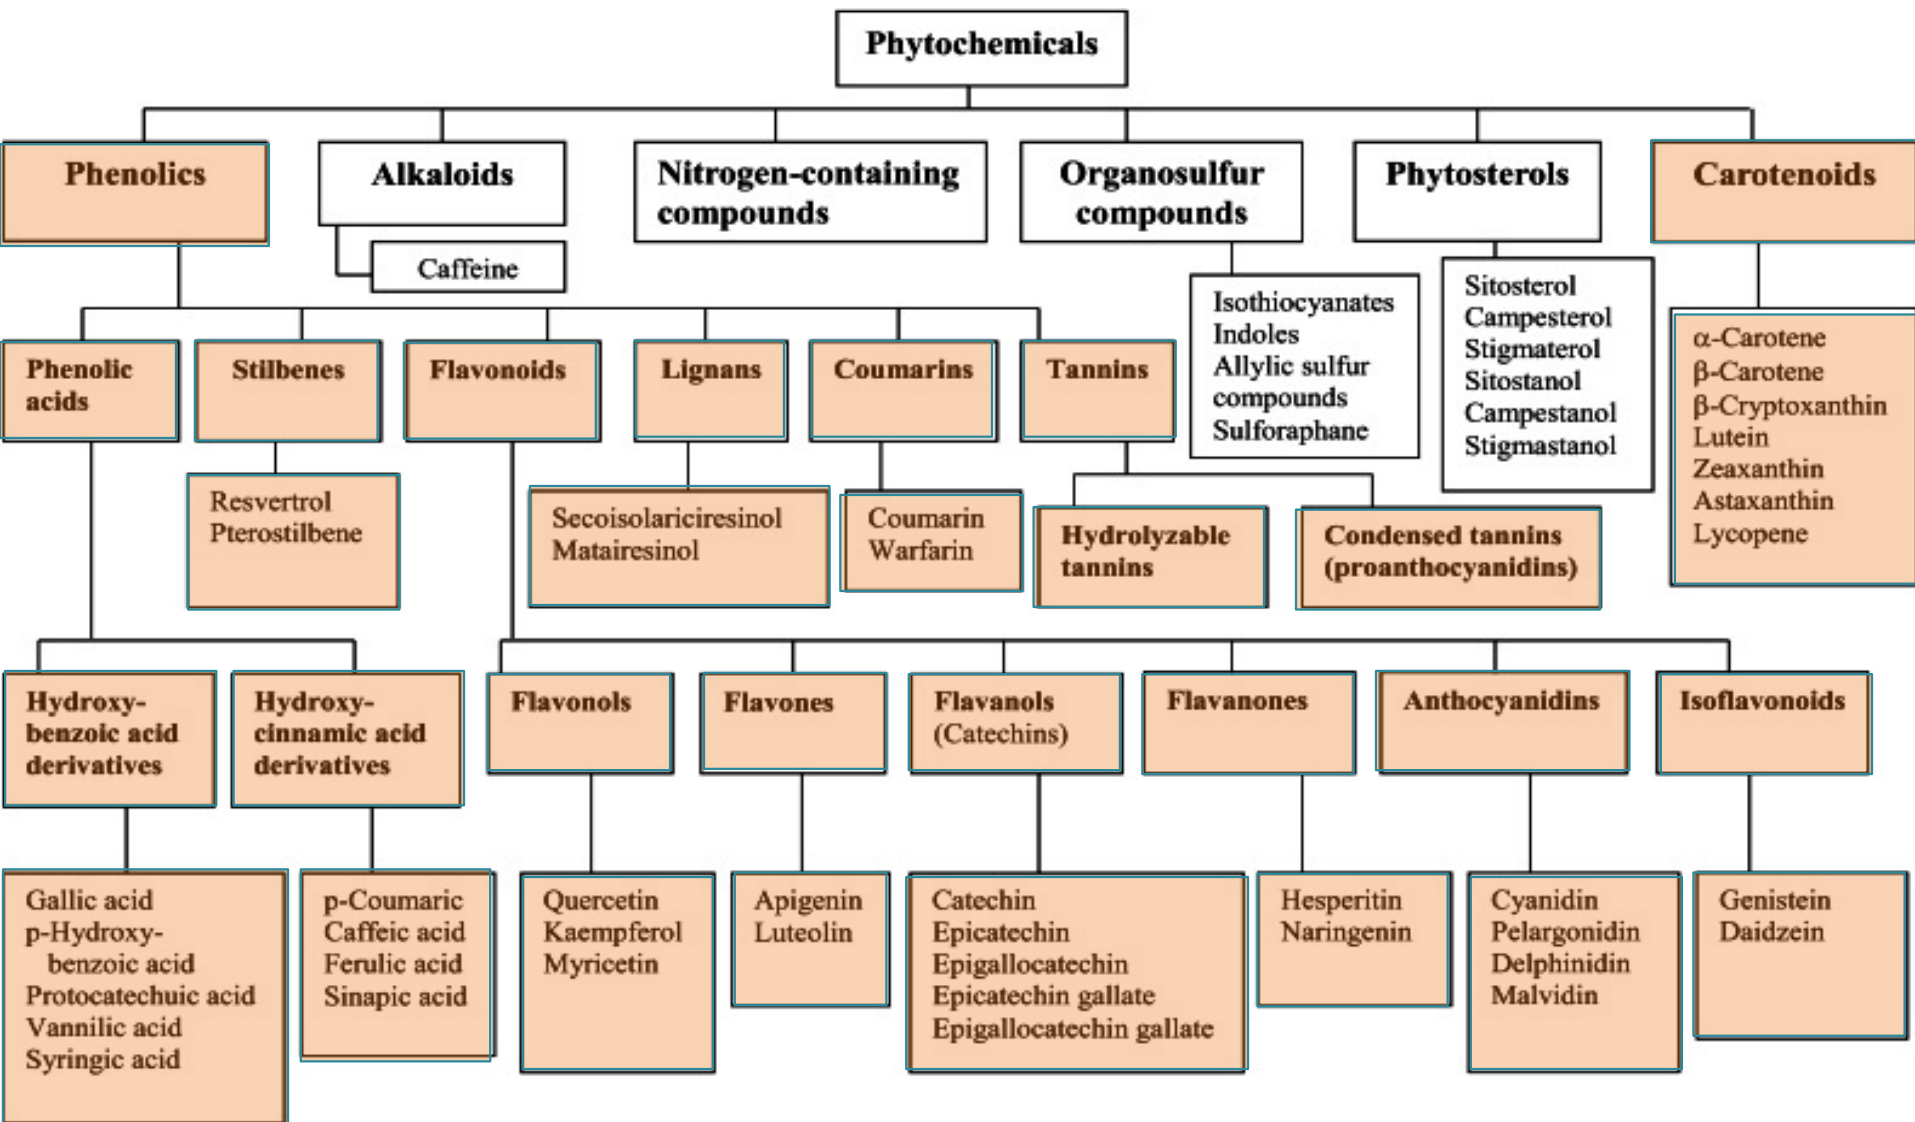 Phytochemicals
Phenolics
Alkaloids
Nitrogen-containing
compounds
Organosulfur
compounds
Phytosterols
Carotenoids
Caffeine
Isothiocyanates
Indoles
Allylic sulfur
compounds
Sulforaphane
Sitosterol
Campesterol
Stigmaterol
Sitostanol
Campestanol
Stigmastanol
α-Carotene
β-Carotene
β-Cryptoxanthin
Lutein
Zeaxanthin
Astaxanthin
Lycopene
Phenolic
acids
Stilbenes
Flavonoids
Lignans
Coumarins
Tannins
Resvertrol
Pterostilbene
Secoisolariciresinol
Matairesinol
Coumarin
Warfarin
Hydrolyzable
tannins
Condensed tannins
(proanthocyanidins)
Hydroxy-
benzoic acid
derivatives
Hydroxy-
cinnamic acid
derivatives
Flavonols
Flavones
Flavanols
(Catechins)
Flavanones
Anthocyanidins
Isoflavonoids
Gallic acid
p-Hydroxy-
benzoic acid
Protocatechuic acid
Vannilic acid
Syringic acid
p-Coumaric
Caffeic acid
Ferulic acid
Sinapic acid
Quercetin
Kaempferol
Myricetin
Apigenin
Luteolin
Catechin
Epicatechin
Epigallocatechin
Epicatechin gallate
Epigallocatechin gallate
Hesperitin
Naringenin
Cyanidin
Pelargonidin
Delphinidin
Malvidin
Genistein
Daidzein